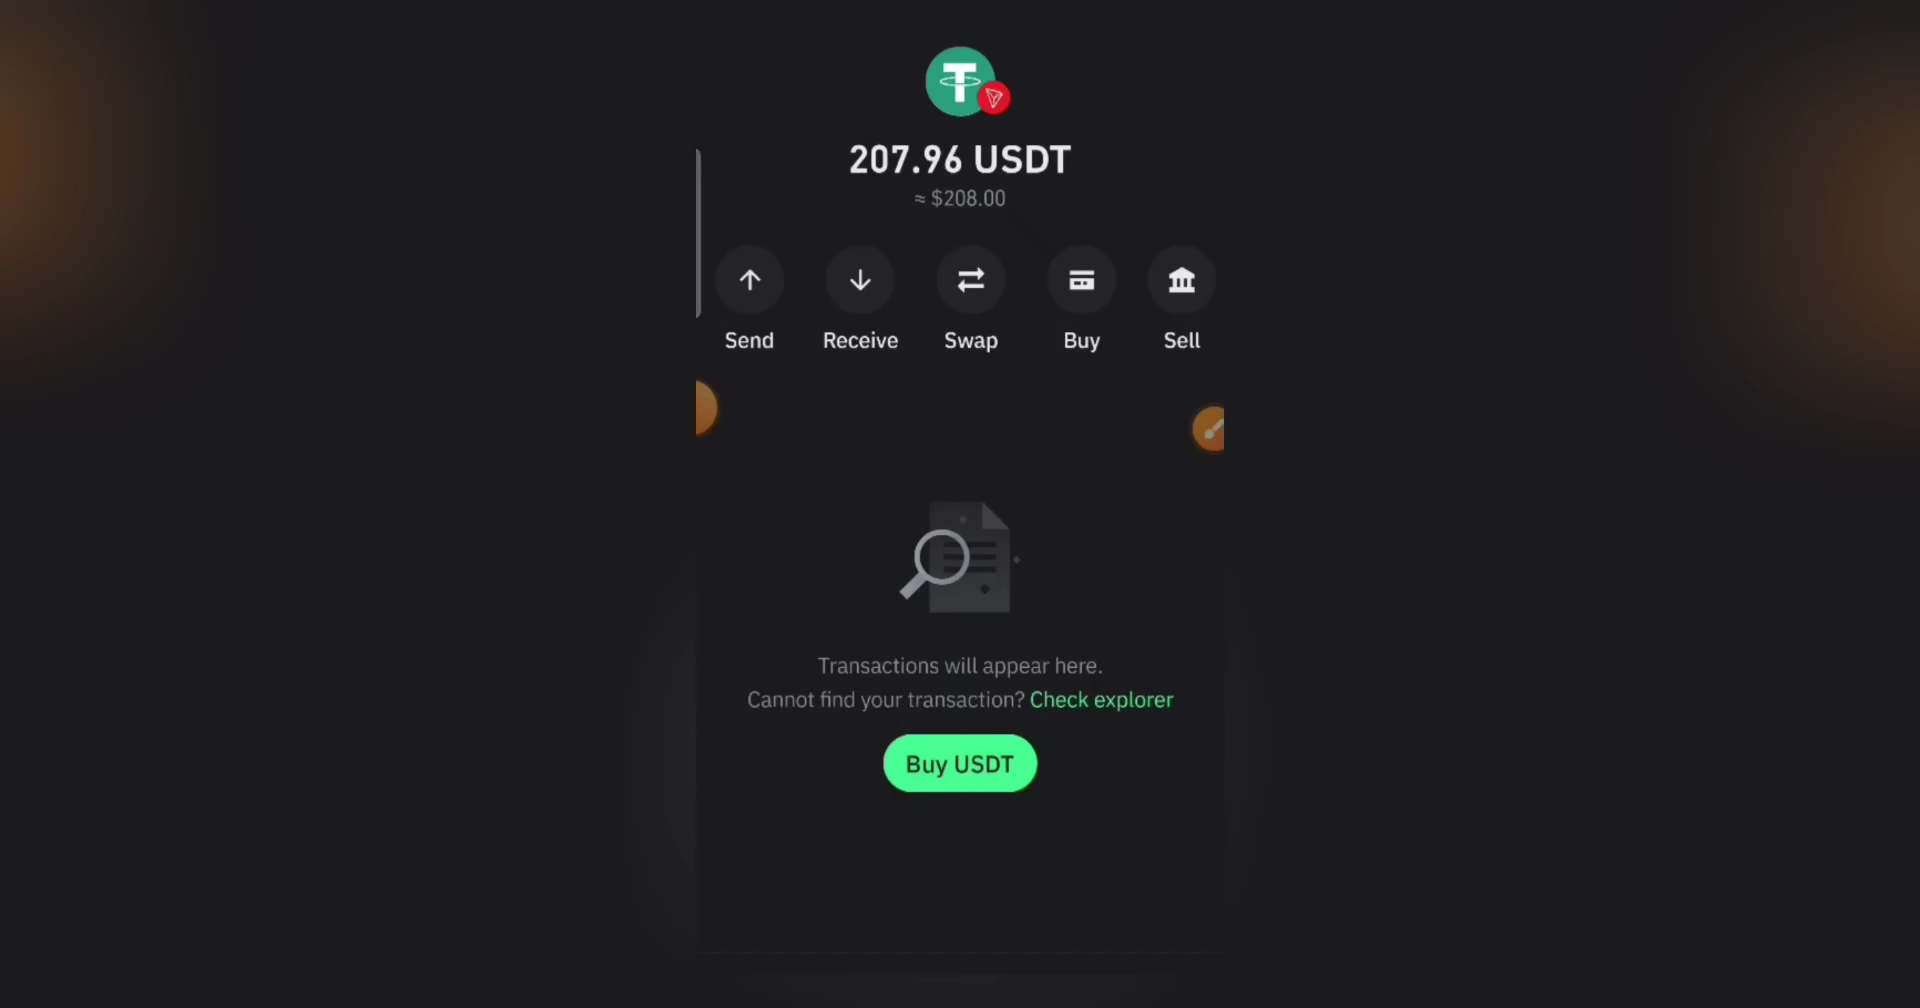 207.96 USDT
≈ $208.00
Send Receive Swap Buy Sell
Transactions will appear here.
Cannot find your transaction? Check explorer
Buy USDT